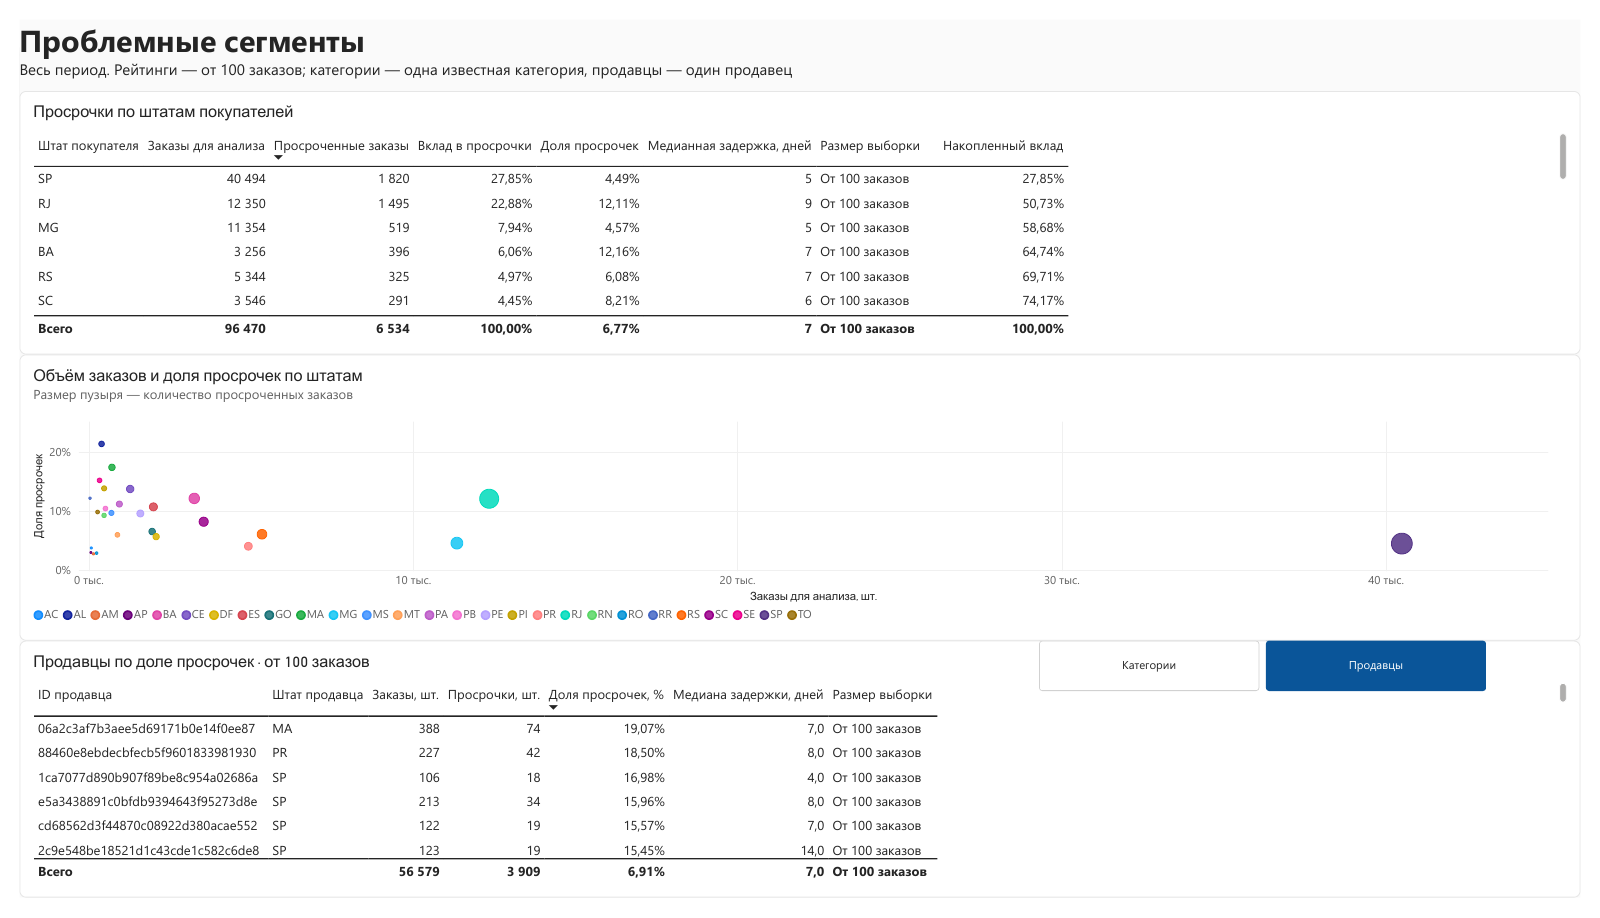 Проблемные сегменты
Весь период. Рейтинги — от 100 заказов; категории — одна известная категория, продавцы — один продавец
Просрочки по штатам покупателей
Штат покупателя Заказы для анализа Просроченные заказы Вклад в просрочки Доля просрочек Медианная задержка, дней Размер выборки Накопленный вклад
SP 40 494 1 820 27,85% 4,49% 5 От 100 заказов 27,85%
RJ 12 350 1 495 22,88% 12,11% 9 От 100 заказов 50,73%
MG 11 354 519 7,94% 4,57% 5 От 100 заказов 58,68%
BA 3 256 396 6,06% 12,16% 7 От 100 заказов 64,74%
RS 5 344 325 4,97% 6,08% 7 От 100 заказов 69,71%
SC 3 546 291 4,45% 8,21% 6 От 100 заказов 74,17%
Всего 96 470 6 534 100,00% 6,77% 7 От 100 заказов 100,00%
Объём заказов и доля просрочек по штатам
Размер пузыря — количество просроченных заказов
Доля просрочек
20%
10%
0%
0 тыс. 10 тыс. 20 тыс. 30 тыс. 40 тыс.
Заказы для анализа, шт.
AC AL AM AP BA CE DF ES GO MA MG MS MT PA PB PE PI PR RJ RN RO RR RS SC SE SP TO
Продавцы по доле просрочек · от 100 заказов
Категории Продавцы
ID продавца Штат продавца Заказы, шт. Просрочки, шт. Доля просрочек, % Медиана задержки, дней Размер выборки
06a2c3af7b3aee5d69171b0e14f0ee87 MA 388 74 19,07% 7,0 От 100 заказов
88460e8ebdecbfecb5f9601833981930 PR 227 42 18,50% 8,0 От 100 заказов
1ca7077d890b907f89be8c954a02686a SP 106 18 16,98% 4,0 От 100 заказов
e5a3438891c0bfdb9394643f95273d8e SP 213 34 15,96% 8,0 От 100 заказов
cd68562d3f44870c08922d380acae552 SP 122 19 15,57% 7,0 От 100 заказов
2c9e548be18521d1c43cde1c582c6de8 SP 123 19 15,45% 14,0 От 100 заказов
Всего 56 579 3 909 6,91% 7,0 От 100 заказов